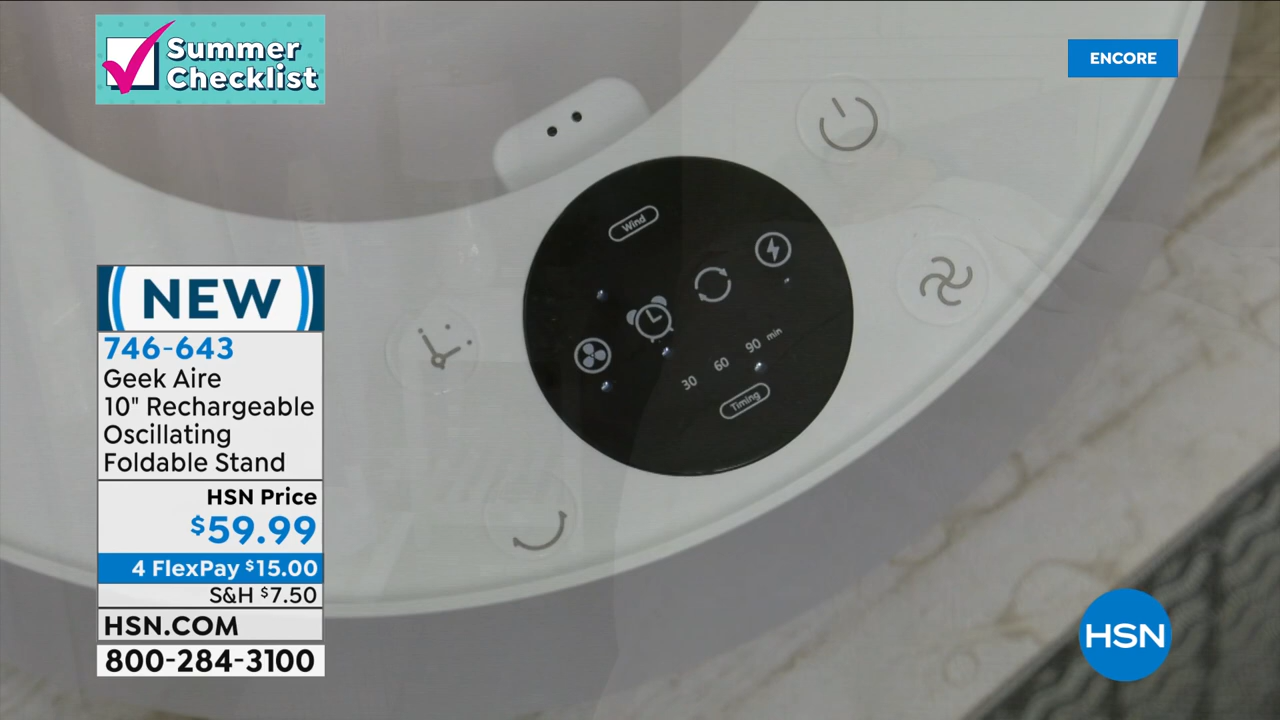 Summer
Checklist
ENCORE
Wind
30 60 90 min
Timing
NEW
746-643
Geek Aire
10" Rechargeable
Oscillating
Foldable Stand
HSN Price
$59.99
4 FlexPay $15.00
S&H $7.50
HSN.COM
800-284-3100
HSN